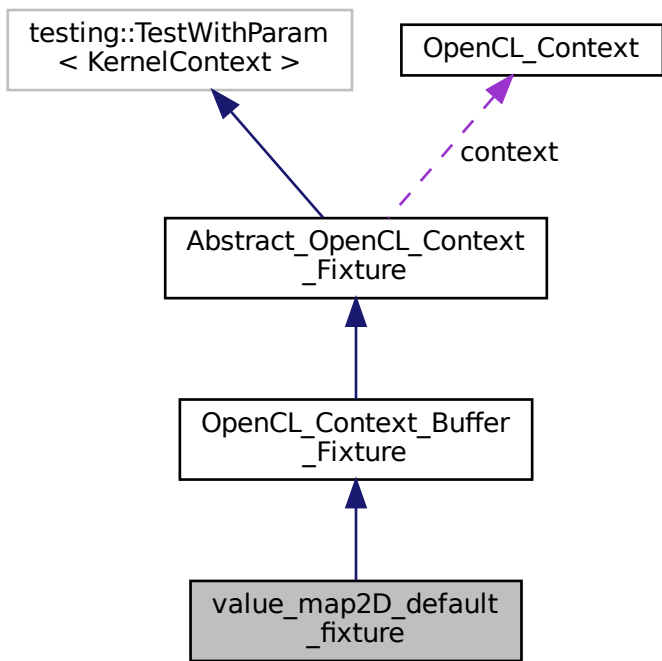 testing::TestWithParam
< KernelContext >
OpenCL_Context
context
Abstract_OpenCL_Context
_Fixture
OpenCL_Context_Buffer
_Fixture
value_map2D_default
_fixture